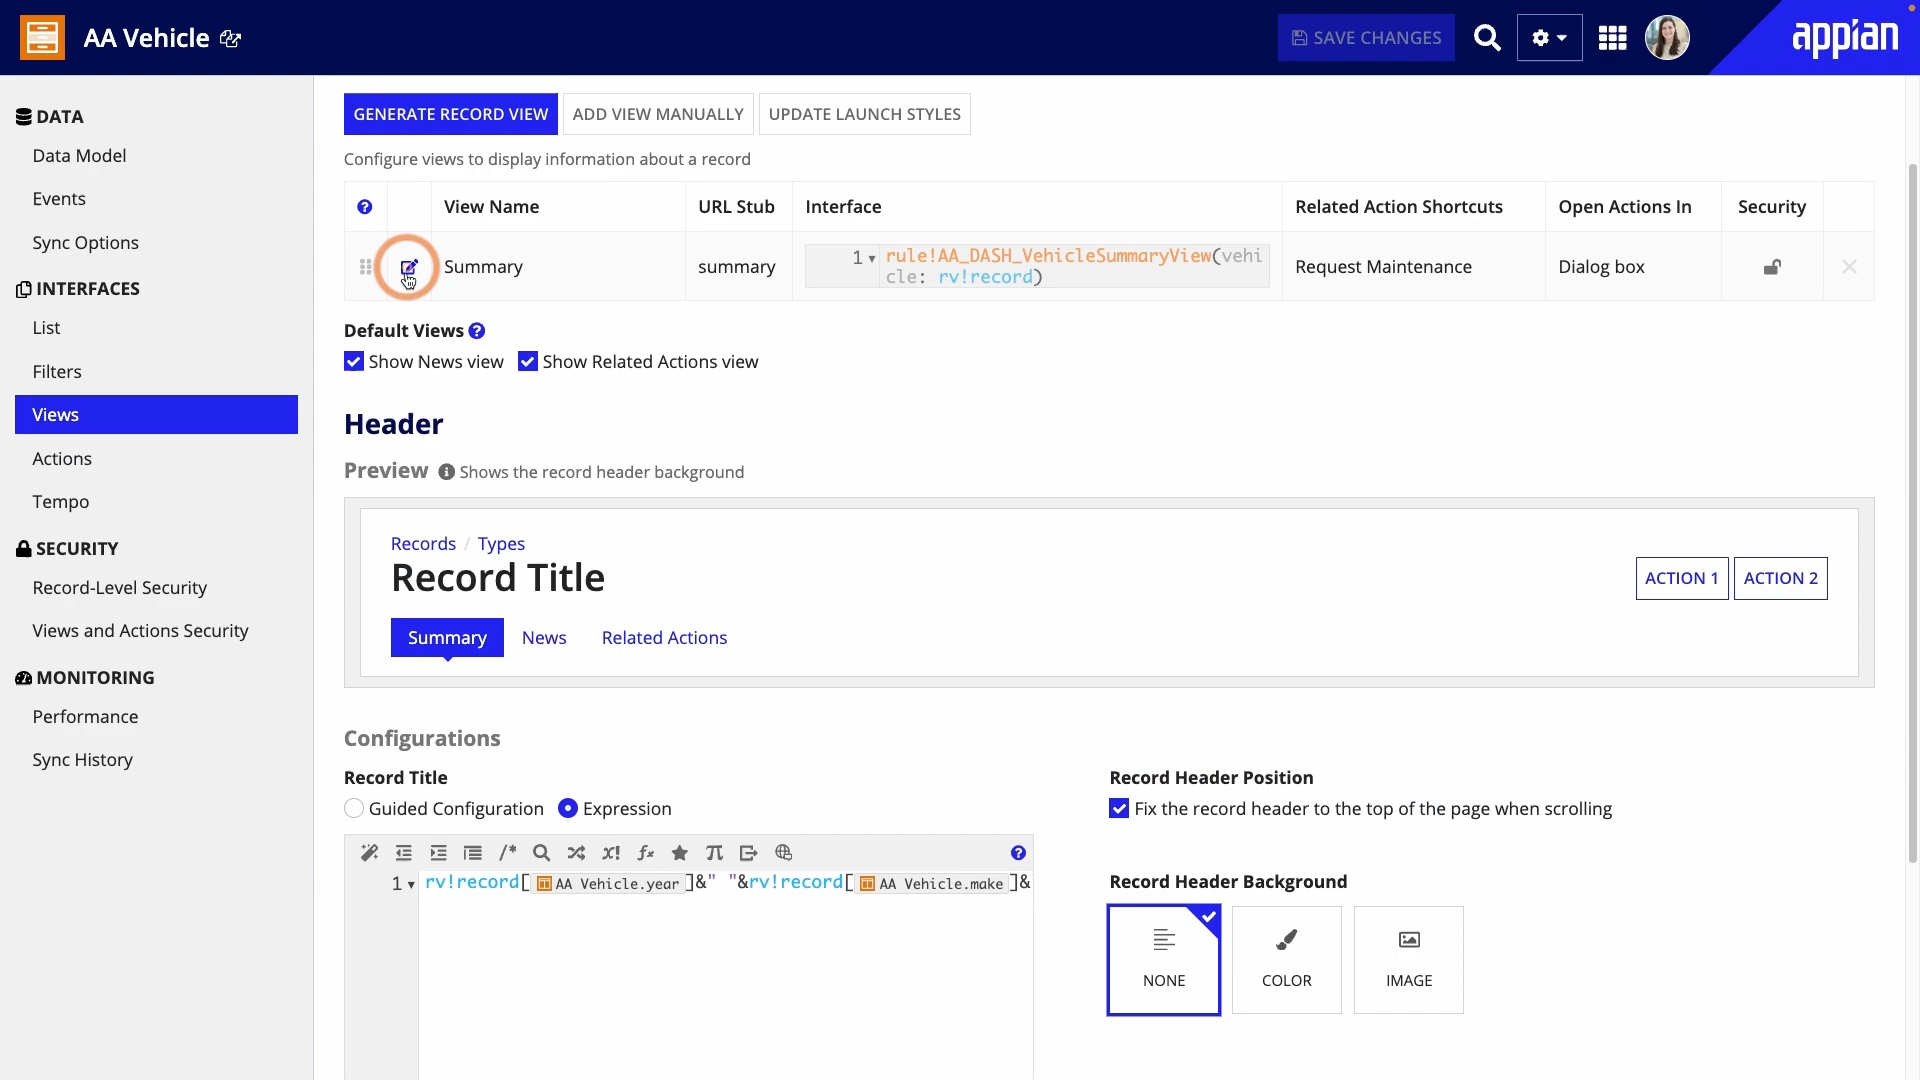 AA Vehicle
SAVE CHANGES
appian
DATA
Data Model
Events
Sync Options
INTERFACES
List
Filters
Views
Actions
Tempo
SECURITY
Record-Level Security
Views and Actions Security
MONITORING
Performance
Sync History
GENERATE RECORD VIEW ADD VIEW MANUALLY UPDATE LAUNCH STYLES
Configure views to display information about a record
View Name URL Stub Interface Related Action Shortcuts Open Actions In Security
Summary summary 1 rule!AA_DASH_VehicleSummaryView(vehi
cle: rv!record) Request Maintenance Dialog box
Default Views
Show News view Show Related Actions view
Header
Preview Shows the record header background
Records / Types
Record Title
ACTION 1 ACTION 2
Summary News Related Actions
Configurations
Record Title
Guided Configuration Expression
/* x! fx π
1 rv!record[ AA Vehicle.year ]&" "&rv!record[ AA Vehicle.make ]&
Record Header Position
Fix the record header to the top of the page when scrolling
Record Header Background
NONE COLOR IMAGE